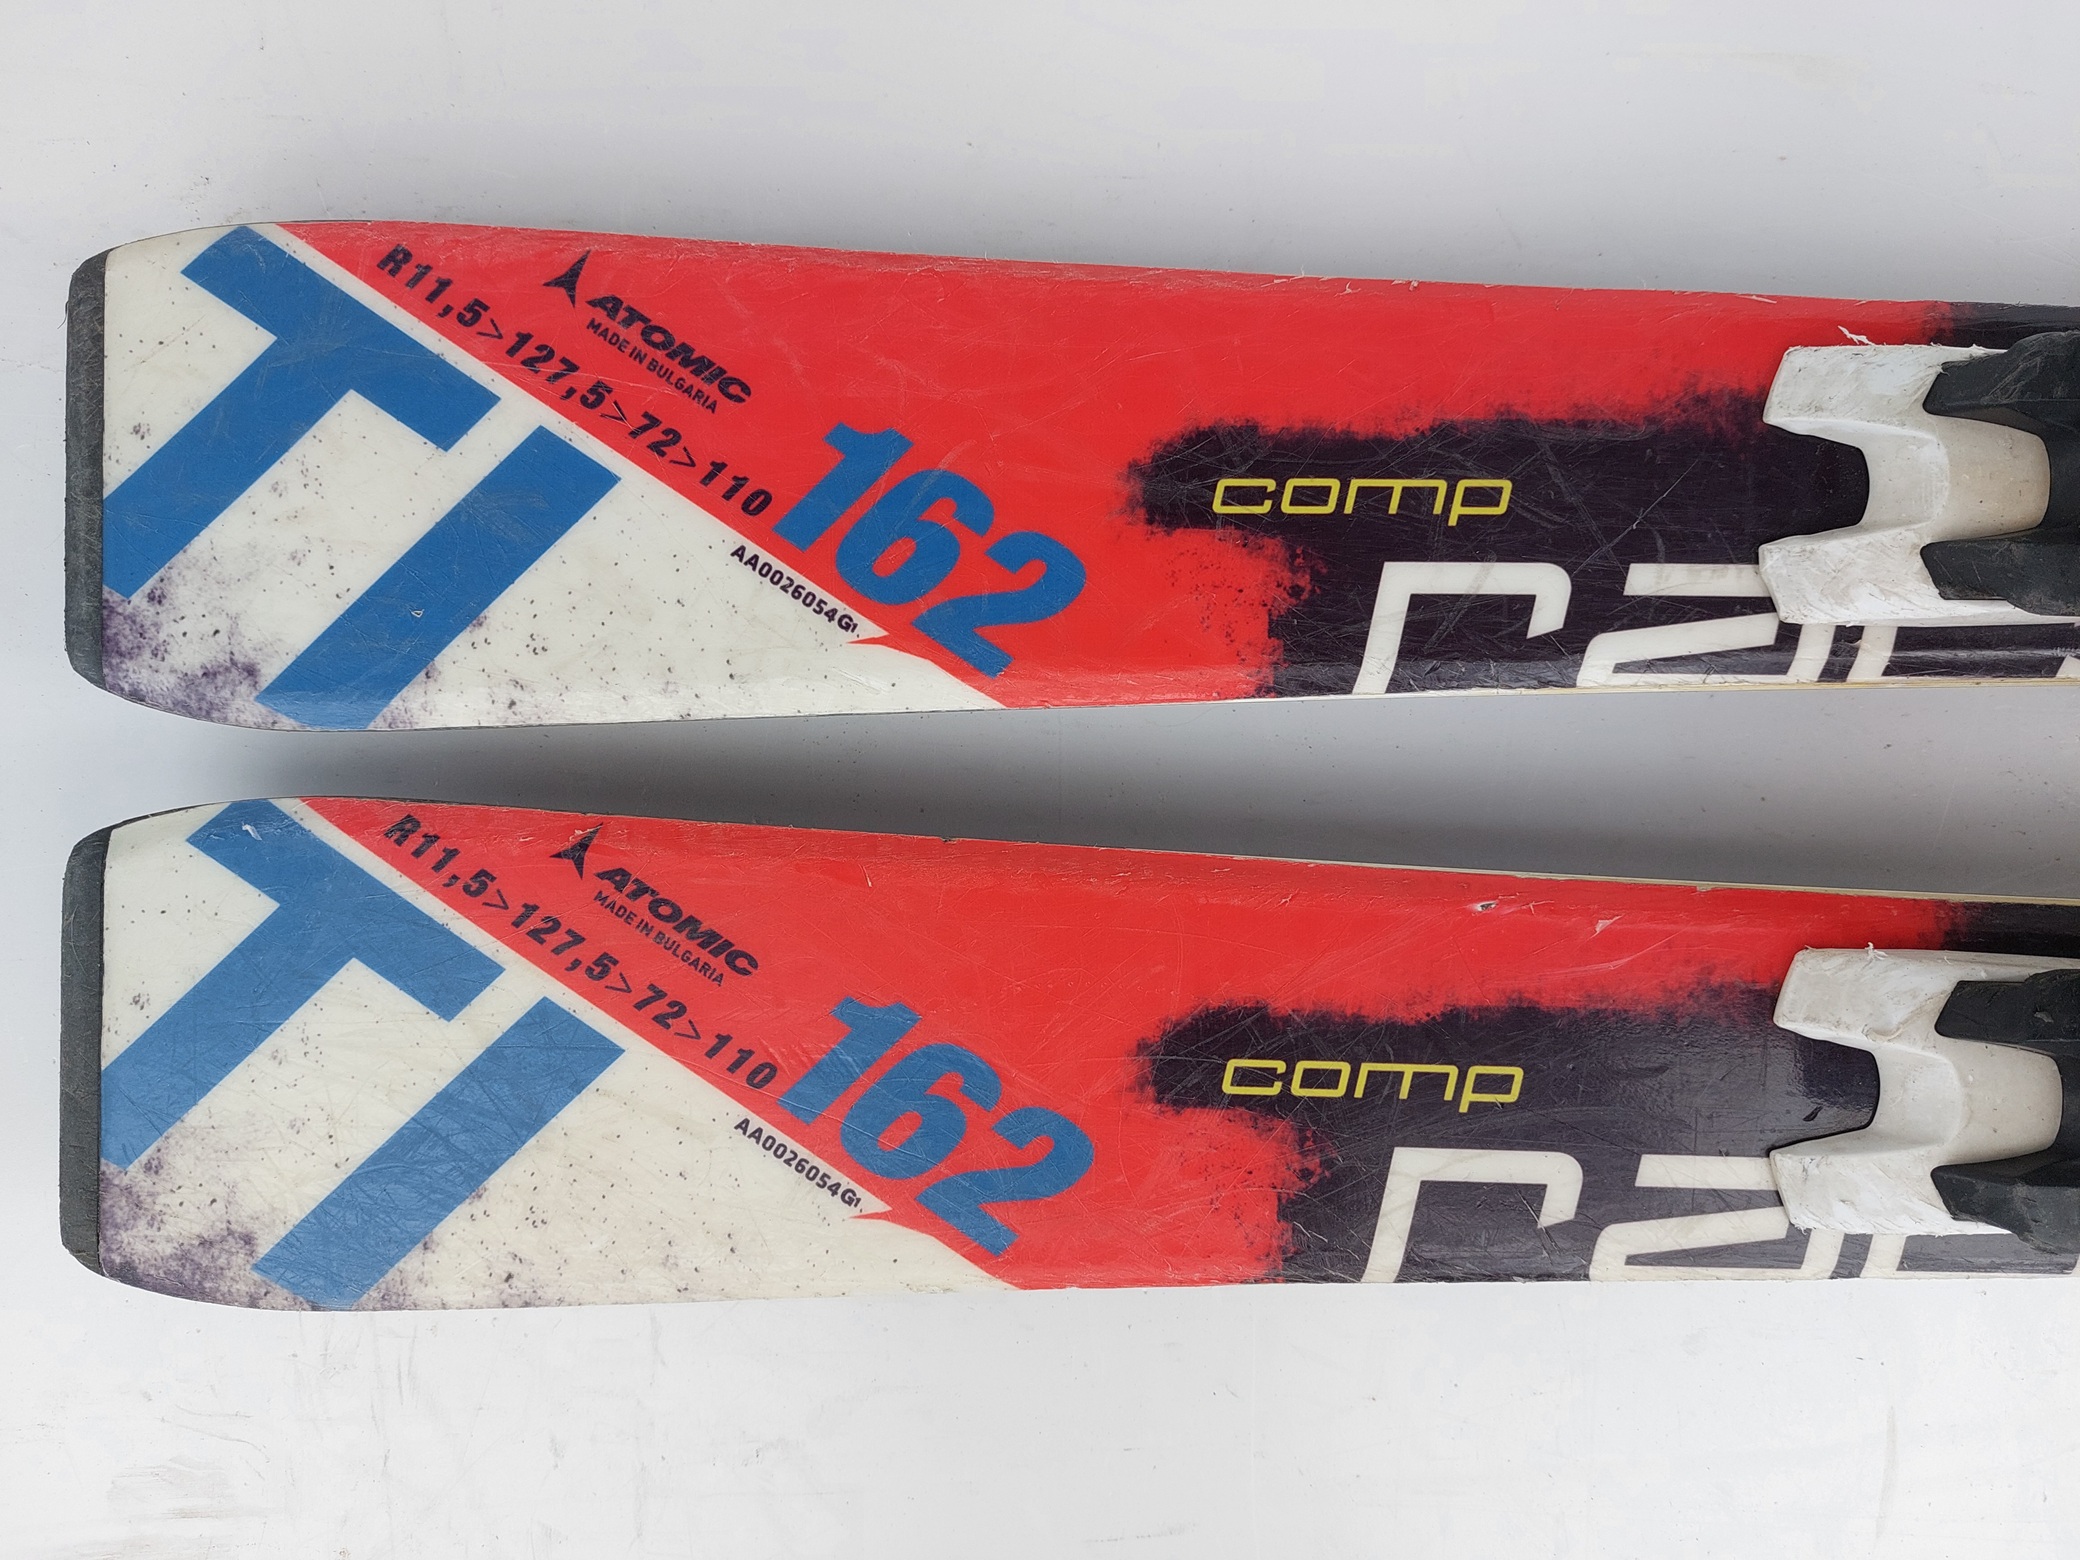 TI
R11,5>127,5>72>110
ATOMIC
MADE IN BULGARIA
162
AA0026054G1
comp
TI
R11,5>127,5>72>110
ATOMIC
MADE IN BULGARIA
162
AA0026054G1
comp